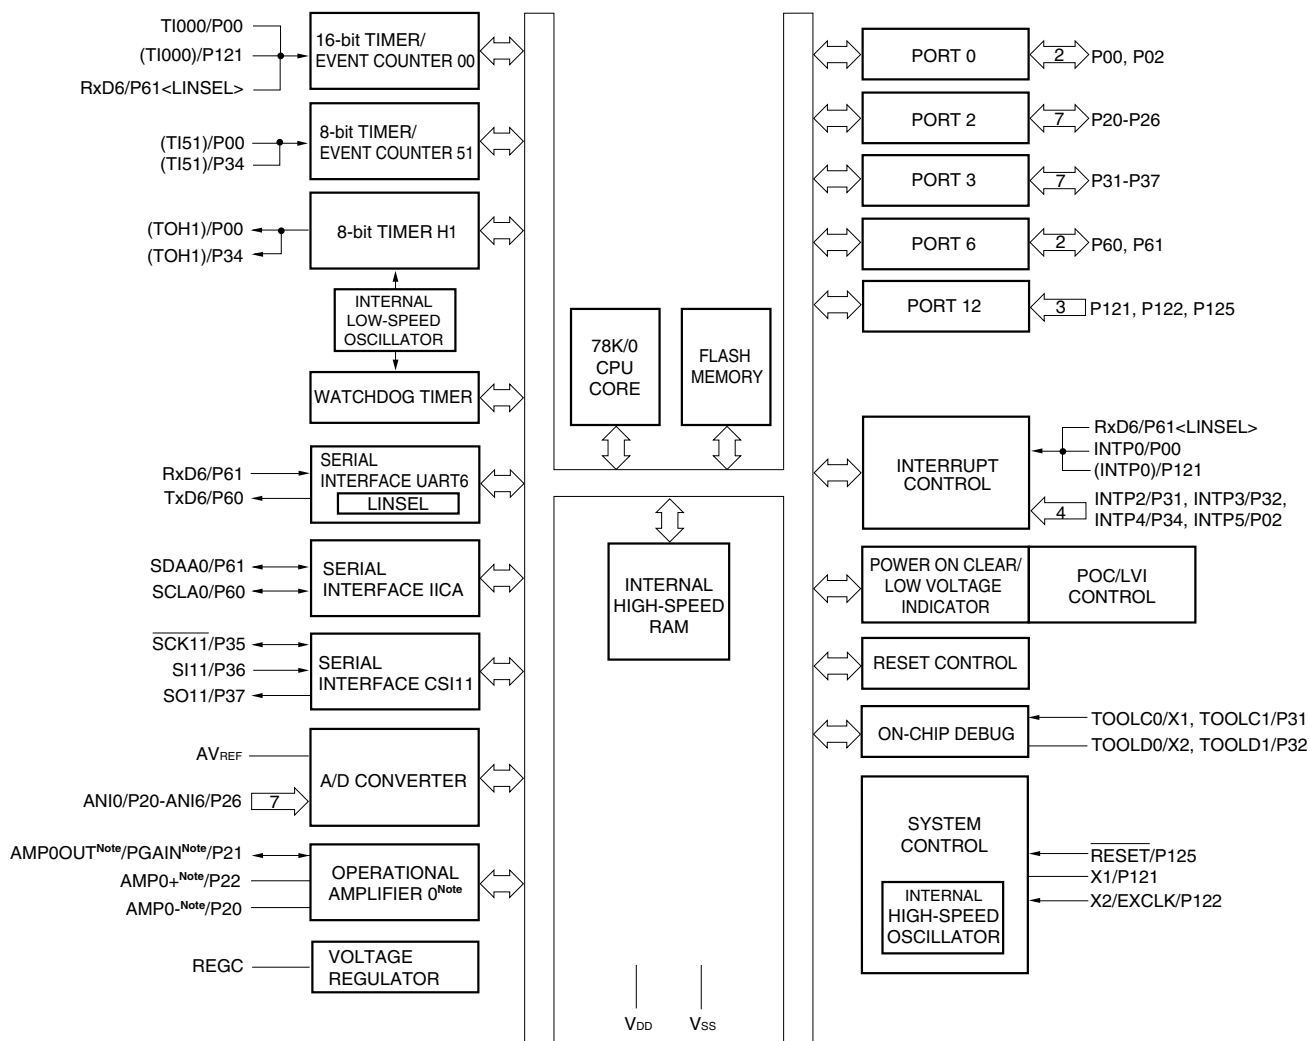 TI000/P00
(TI000)/P121
RxD6/P61<LINSEL>
16-bit TIMER/
EVENT COUNTER 00
(TI51)/P00
(TI51)/P34
8-bit TIMER/
EVENT COUNTER 51
(TOH1)/P00
(TOH1)/P34
8-bit TIMER H1
INTERNAL
LOW-SPEED
OSCILLATOR
WATCHDOG TIMER
RxD6/P61
TxD6/P60
SERIAL
INTERFACE UART6
LINSEL
SDAA0/P61
SCLA0/P60
SERIAL
INTERFACE IICA
SCK11/P35
SI11/P36
SO11/P37
SERIAL
INTERFACE CSI11
AVREF
ANI0/P20-ANI6/P26
7
A/D CONVERTER
AMP0OUTNote/PGAINNote/P21
AMP0+Note/P22
AMP0-Note/P20
OPERATIONAL
AMPLIFIER 0Note
REGC
VOLTAGE
REGULATOR
78K/0
CPU
CORE
FLASH
MEMORY
INTERNAL
HIGH-SPEED
RAM
VDD
VSS
PORT 0
2
P00, P02
PORT 2
7
P20-P26
PORT 3
7
P31-P37
PORT 6
2
P60, P61
PORT 12
3
P121, P122, P125
INTERRUPT
CONTROL
RxD6/P61<LINSEL>
INTP0/P00
(INTP0)/P121
4
INTP2/P31, INTP3/P32,
INTP4/P34, INTP5/P02
POWER ON CLEAR/
LOW VOLTAGE
INDICATOR
POC/LVI
CONTROL
RESET CONTROL
ON-CHIP DEBUG
TOOLC0/X1, TOOLC1/P31
TOOLD0/X2, TOOLD1/P32
SYSTEM
CONTROL
INTERNAL
HIGH-SPEED
OSCILLATOR
RESET/P125
X1/P121
X2/EXCLK/P122